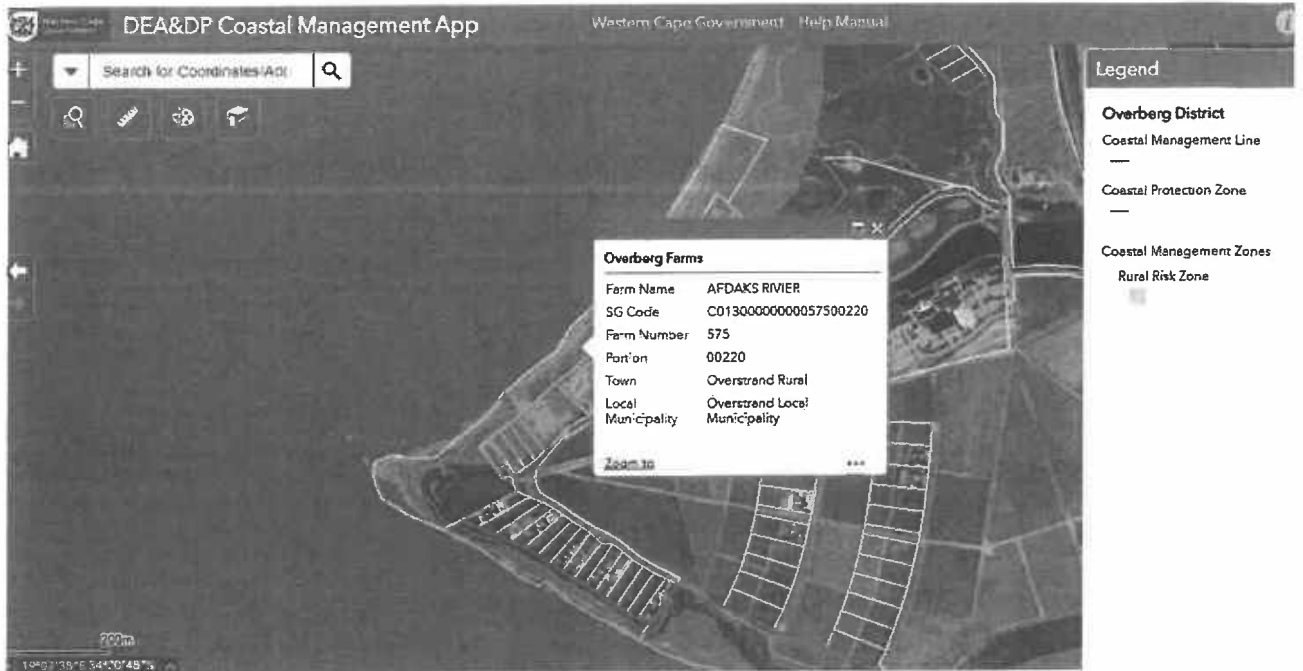 DEA&DP Coastal Management App
Western Cape Government Help Manual
Search for Coordinates/Add
Legend
Overberg District
Coastal Management Line
Coastal Protection Zone
Coastal Management Zones
Rural Risk Zone
Overberg Farms
Farm Name AFDAKS RIVIER
SG Code C01300000000057500220
Farm Number 575
Portion 00220
Town Overstrand Rural
Local Municipality Overstrand Local Municipality
Zoom to
200m